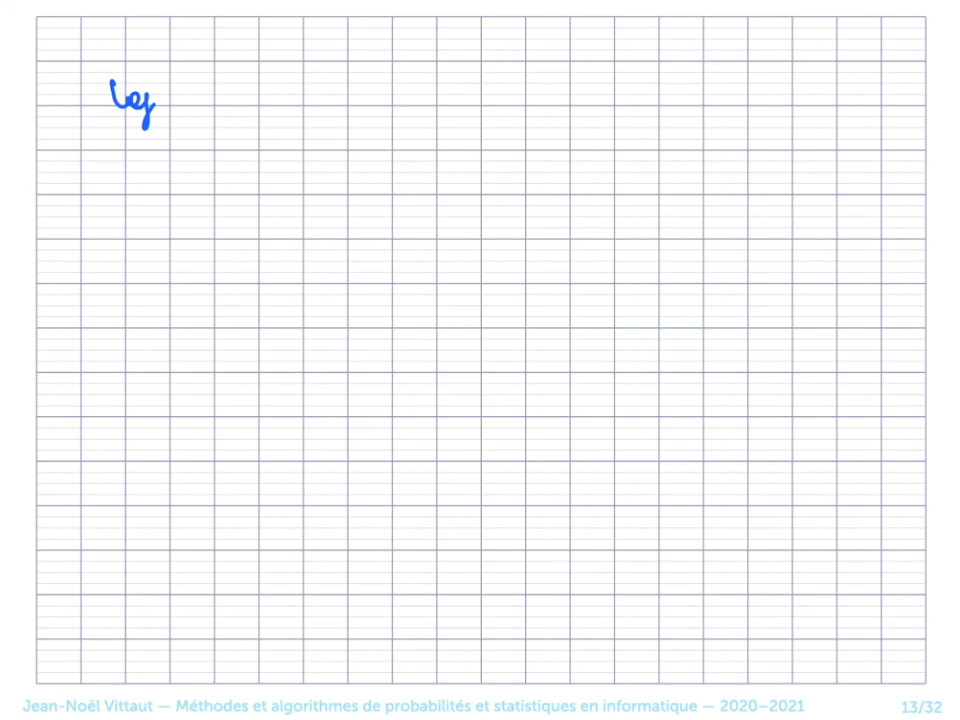 Jean-Noël Vittaut — Méthodes et algorithmes de probabilités et statistiques en informatique — 2020–2021
13/32